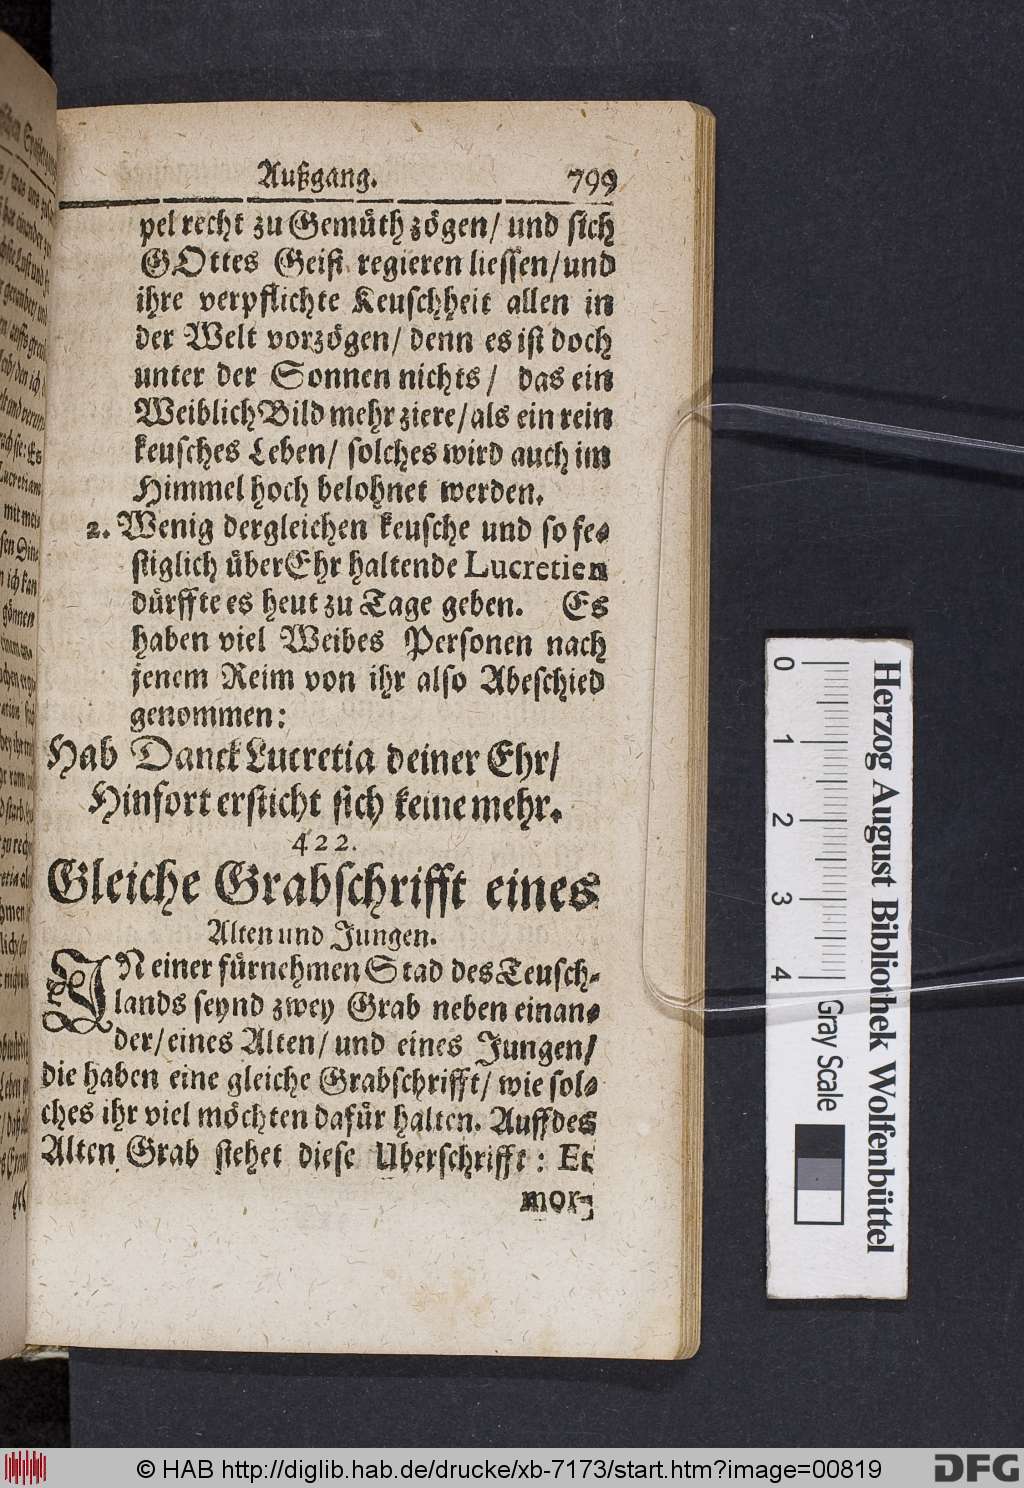 Außgang. 799
pel recht zu Gemüth zögen/ und sich
GOttes Geist regieren liessen/und
ihre verpflichte Keuschheit allen in
der Welt vorzögen/ denn es ist doch
unter der Sonnen nichts/ das ein
Weiblich Bild mehr ziere/als ein rein
keusches Leben/ solches wird auch im
Himmel hoch belohnet werden.
2. Wenig dergleichen keusche und so fe-
stiglich über Ehr haltende Lucretien
dürffte es heut zu Tage geben. Es
haben viel Weibes Personen nach
jenem Reim von ihr also Abeschied
genommen:
Hab Danck Lucretia deiner Ehr/
Hinfort ersticht sich keine mehr.
422.
Gleiche Grabschrifft eines
Alten und Jungen.
IN einer fürnehmen Stad des Teusch-
lands seynd zwey Grab neben einan-
der/eines Alten/ und eines Jungen/
die haben eine gleiche Grabschrifft/ wie sol-
ches ihr viel möchten dafür halten. Auff des
Alten Grab stehet diese Uberschrifft: Et
mor-
0 1 2 3 4 Gray Scale
Herzog August Bibliothek Wolfenbüttel
© HAB http://diglib.hab.de/drucke/xb-7173/start.htm?image=00819
DFG